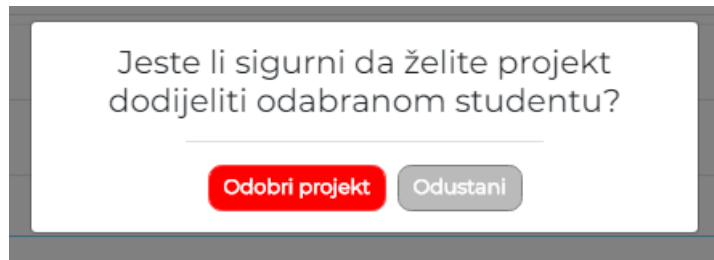 Jeste li sigurni da želite projekt
dodijeliti odabranom studentu?
Odobri projekt Odustani